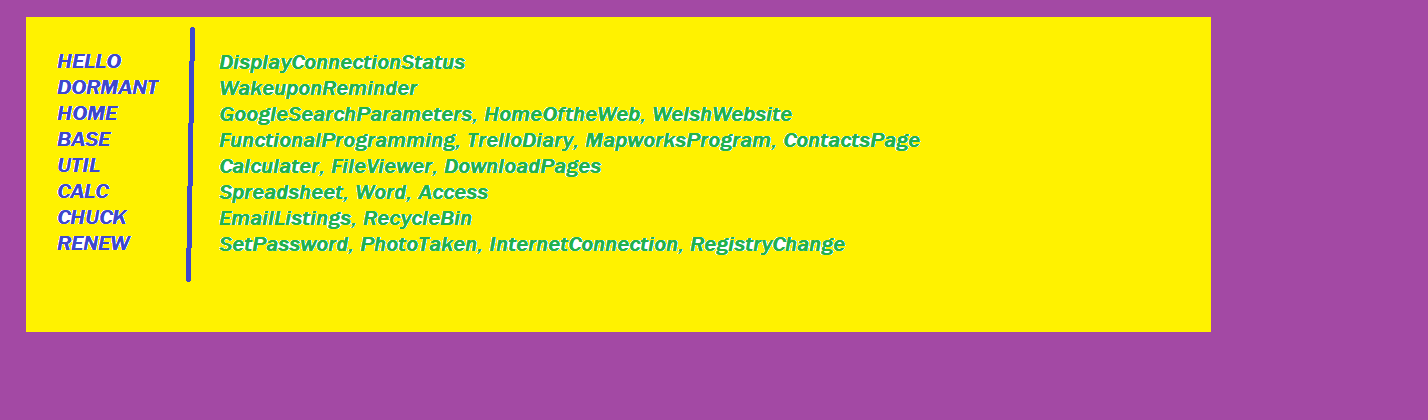 HELLO DisplayConnectionStatus
DORMANT WakeuponReminder
HOME GoogleSearchParameters, HomeOftheWeb, WelshWebsite
BASE FunctionalProgramming, TrelloDiary, MapworksProgram, ContactsPage
UTIL Calculater, FileViewer, DownloadPages
CALC Spreadsheet, Word, Access
CHUCK EmailListings, RecycleBin
RENEW SetPassword, PhotoTaken, InternetConnection, RegistryChange